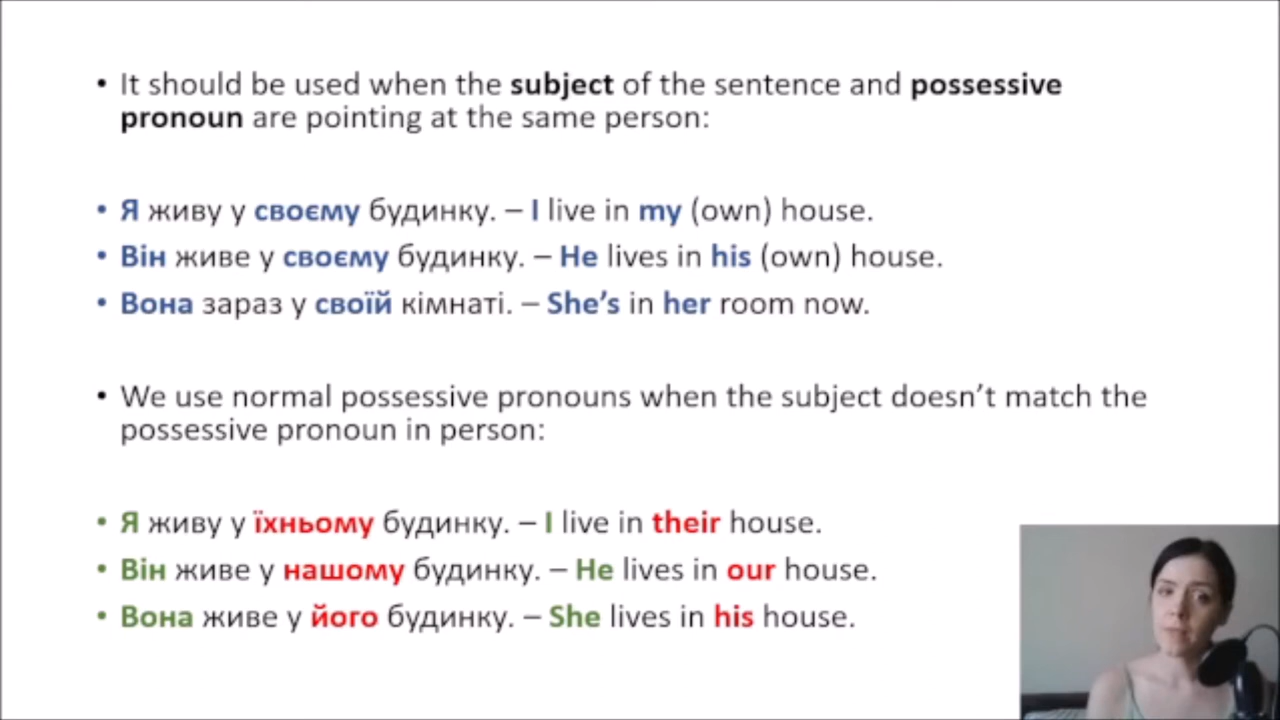 • It should be used when the subject of the sentence and possessive
pronoun are pointing at the same person:
• Я живу у своєму будинку. – I live in my (own) house.
• Він живе у своєму будинку. – He lives in his (own) house.
• Вона зараз у своїй кімнаті. – She’s in her room now.
• We use normal possessive pronouns when the subject doesn’t match the
possessive pronoun in person:
• Я живу у їхньому будинку. – I live in their house.
• Він живе у нашому будинку. – He lives in our house.
• Вона живе у його будинку. – She lives in his house.